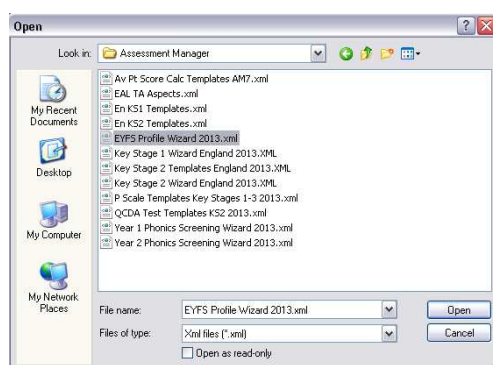 Open
Look in:
Assessment Manager
My Recent
Documents
Desktop
My Computer
My Network
Places
Av Pt Score Calc Templates AM7.xml
EAL TA Aspects.xml
En KS1 Templates.xml
En KS2 Templates.xml
EYFS Profile Wizard 2013.xml
Key Stage 1 Wizard England 2013.XML
Key Stage 2 Templates England 2013.XML
Key Stage 2 Wizard England 2013.XML
P Scale Templates Key Stages 1-3 2013.xml
QCDA Test Templates KS2 2013.xml
Year 1 Phonics Screening Wizard 2013.xml
Year 2 Phonics Screening Wizard 2013.xml
File name:
EYFS Profile Wizard 2013.xml
Open
Files of type:
Xml files (*.xml)
Cancel
Open as read-only